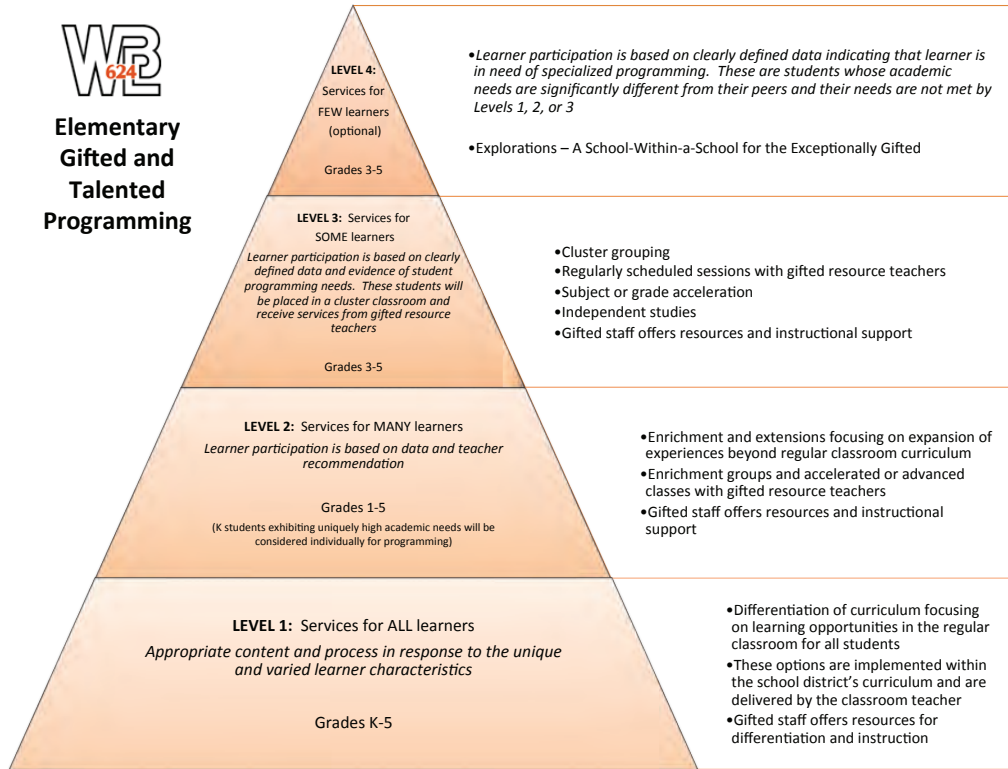 WBL
624
Elementary
Gifted and
Talented
Programming
LEVEL 4:
Services for
FEW learners
(optional)
Grades 3-5
•Learner participation is based on clearly defined data indicating that learner is
in need of specialized programming.  These are students whose academic
needs are significantly different from their peers and their needs are not met by
Levels 1, 2, or 3
•Explorations – A School-Within-a-School for the Exceptionally Gifted
LEVEL 3:  Services for
SOME learners
Learner participation is based on clearly
defined data and evidence of student
programming needs.  These students will
be placed in a cluster classroom and
receive services from gifted resource
teachers
Grades 3-5
•Cluster grouping
•Regularly scheduled sessions with gifted resource teachers
•Subject or grade acceleration
•Independent studies
•Gifted staff offers resources and instructional support
LEVEL 2:  Services for MANY learners
Learner participation is based on data and teacher
recommendation
Grades 1-5
(K students exhibiting uniquely high academic needs will be
considered individually for programming)
•Enrichment and extensions focusing on expansion of
experiences beyond regular classroom curriculum
•Enrichment groups and accelerated or advanced
classes with gifted resource teachers
•Gifted staff offers resources and instructional
support
LEVEL 1:  Services for ALL learners
Appropriate content and process in response to the unique
and varied learner characteristics
Grades K-5
•Differentiation of curriculum focusing
on learning opportunities in the regular
classroom for all students
•These options are implemented within
the school district's curriculum and are
delivered by the classroom teacher
•Gifted staff offers resources for
differentiation and instruction